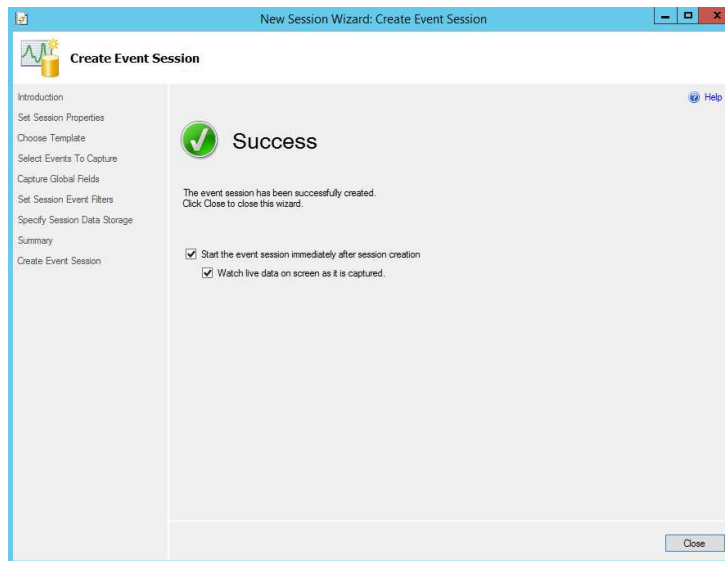 New Session Wizard: Create Event Session
Create Event Session
Introduction
Set Session Properties
Choose Template
Select Events To Capture
Capture Global Fields
Set Session Event Filters
Specify Session Data Storage
Summary
Create Event Session
Help
Success
The event session has been successfully created.
Click Close to close this wizard.
Start the event session immediately after session creation
Watch live data on screen as it is captured.
Close